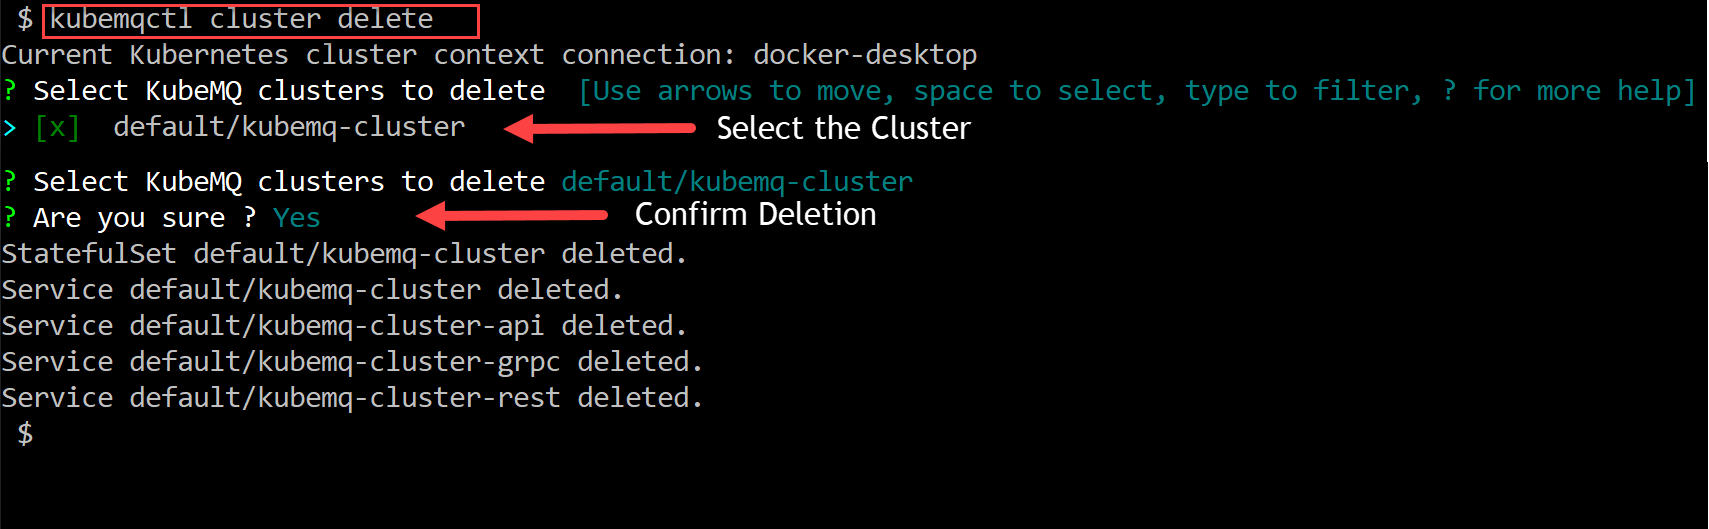 $ kubemqctl cluster delete
Current Kubernetes cluster context connection: docker-desktop
? Select KubeMQ clusters to delete  [Use arrows to move, space to select, type to filter, ? for more help]
> [x]  default/kubemq-cluster
Select the Cluster
? Select KubeMQ clusters to delete default/kubemq-cluster
? Are you sure ? Yes
Confirm Deletion
StatefulSet default/kubemq-cluster deleted.
Service default/kubemq-cluster deleted.
Service default/kubemq-cluster-api deleted.
Service default/kubemq-cluster-grpc deleted.
Service default/kubemq-cluster-rest deleted.
$